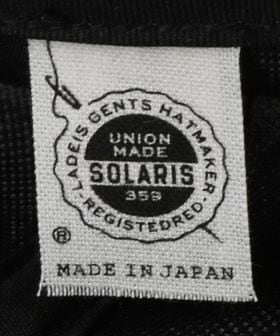 LADEIS GENTS HATMAKER
UNION
MADE
SOLARIS
359
-REGISTEDRED-
®
MADE IN JAPAN